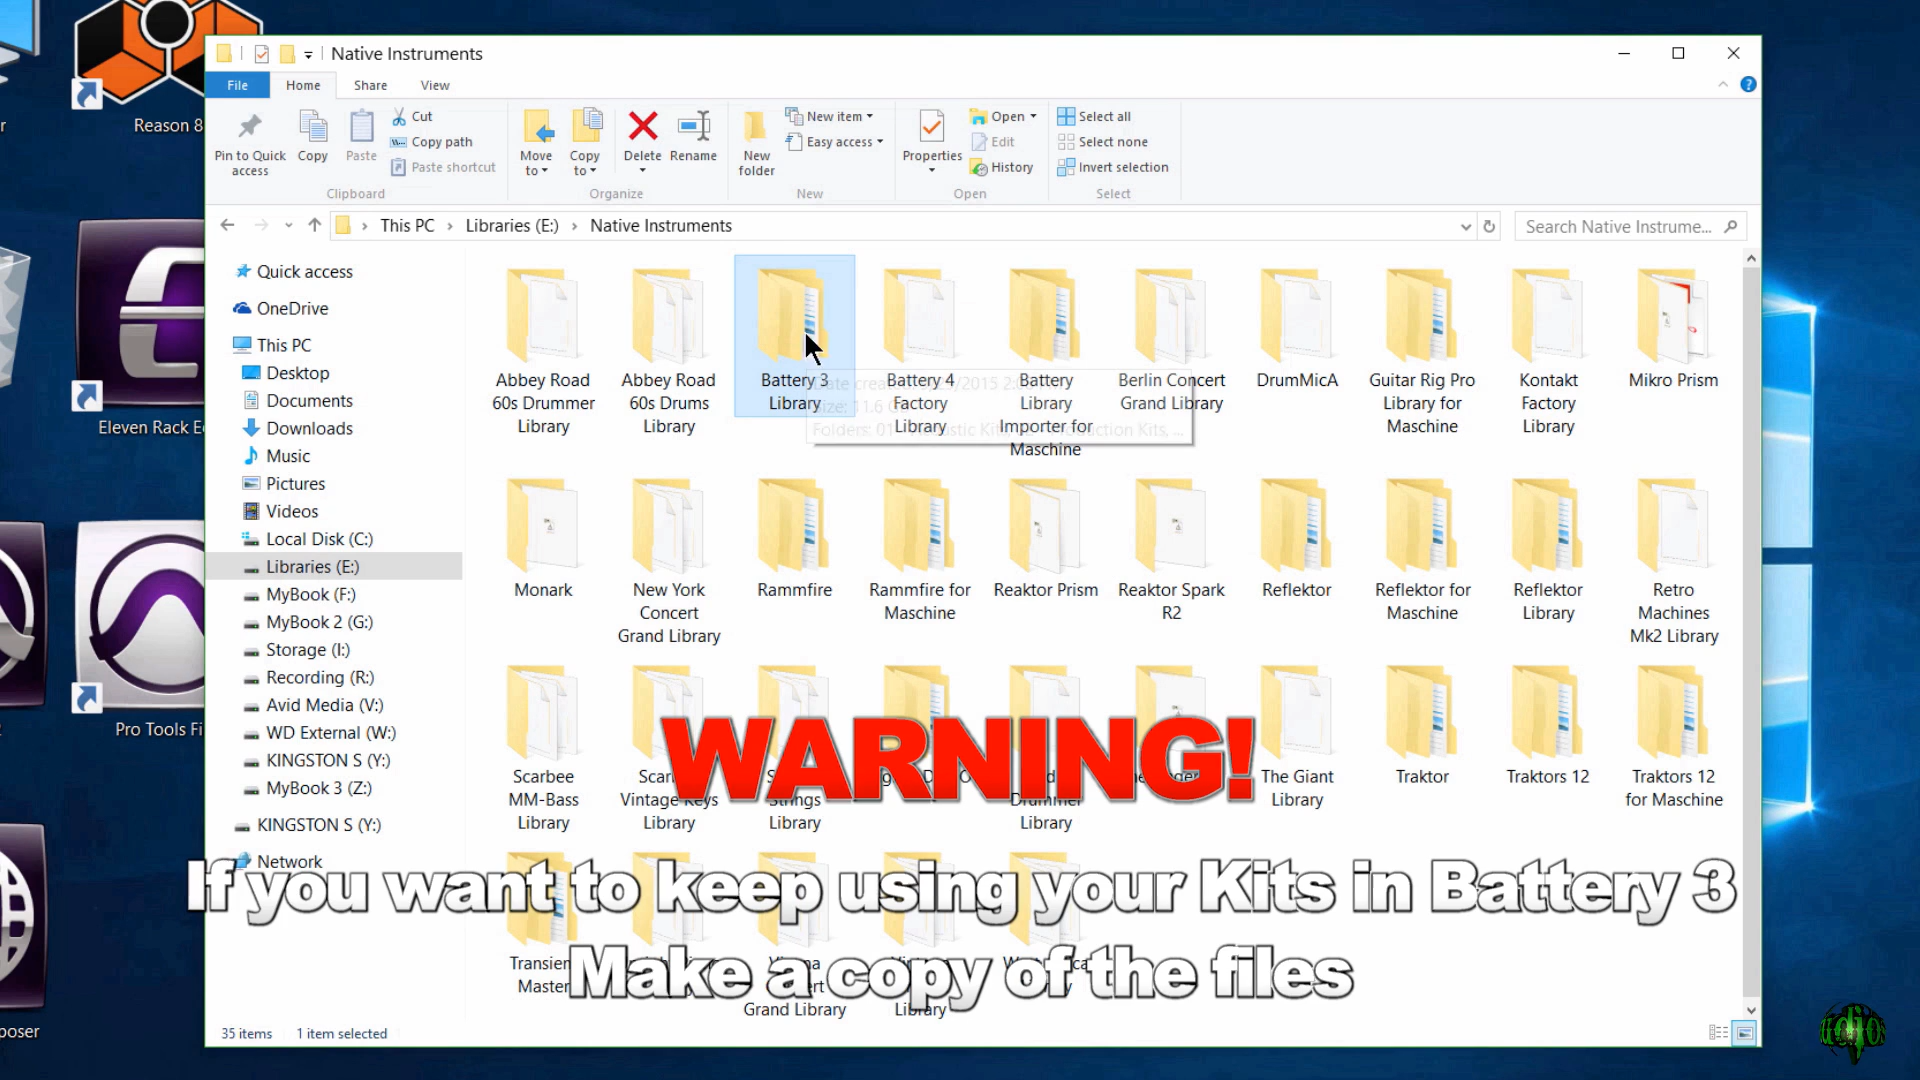 Native Instruments
File Home Share View
Reason 8
Pin to Quick access
Copy
Paste
Cut
Copy path
Paste shortcut
Clipboard
Move to
Copy to
Delete
Rename
Organize
New folder
New item
Easy access
New
Properties
Open
Edit
History
Open
Select all
Select none
Invert selection
Select
This PC
Libraries (E:)
Native Instruments
Search Native Instrume...
Quick access
OneDrive
This PC
Desktop
Documents
Downloads
Music
Pictures
Videos
Local Disk (C:)
Libraries (E:)
MyBook (F:)
MyBook 2 (G:)
Storage (I:)
Recording (R:)
Avid Media (V:)
WD External (W:)
KINGSTON S (Y:)
MyBook 3 (Z:)
KINGSTON S (Y:)
Network
Eleven Rack E
Pro Tools Fi
Abbey Road 60s Drummer Library
Abbey Road 60s Drums Library
Battery 3 Library
Battery 4 Factory Library
Battery Library Importer for Maschine
Berlin Concert Grand Library
DrumMicA
Guitar Rig Pro Library for Maschine
Kontakt Factory Library
Mikro Prism
Monark
New York Concert Grand Library
Rammfire
Rammfire for Maschine
Reaktor Prism
Reaktor Spark R2
Reflektor
Reflektor for Maschine
Reflektor Library
Retro Machines Mk2 Library
Scarbee MM-Bass Library
Vintage Keys Library
Library
Drummer Library
The Giant Library
Traktor
Traktors 12
Traktors 12 for Maschine
WARNING!
If you want to keep using your Kits in Battery 3
Make a copy of the files
Grand Library
Library
35 items
1 item selected